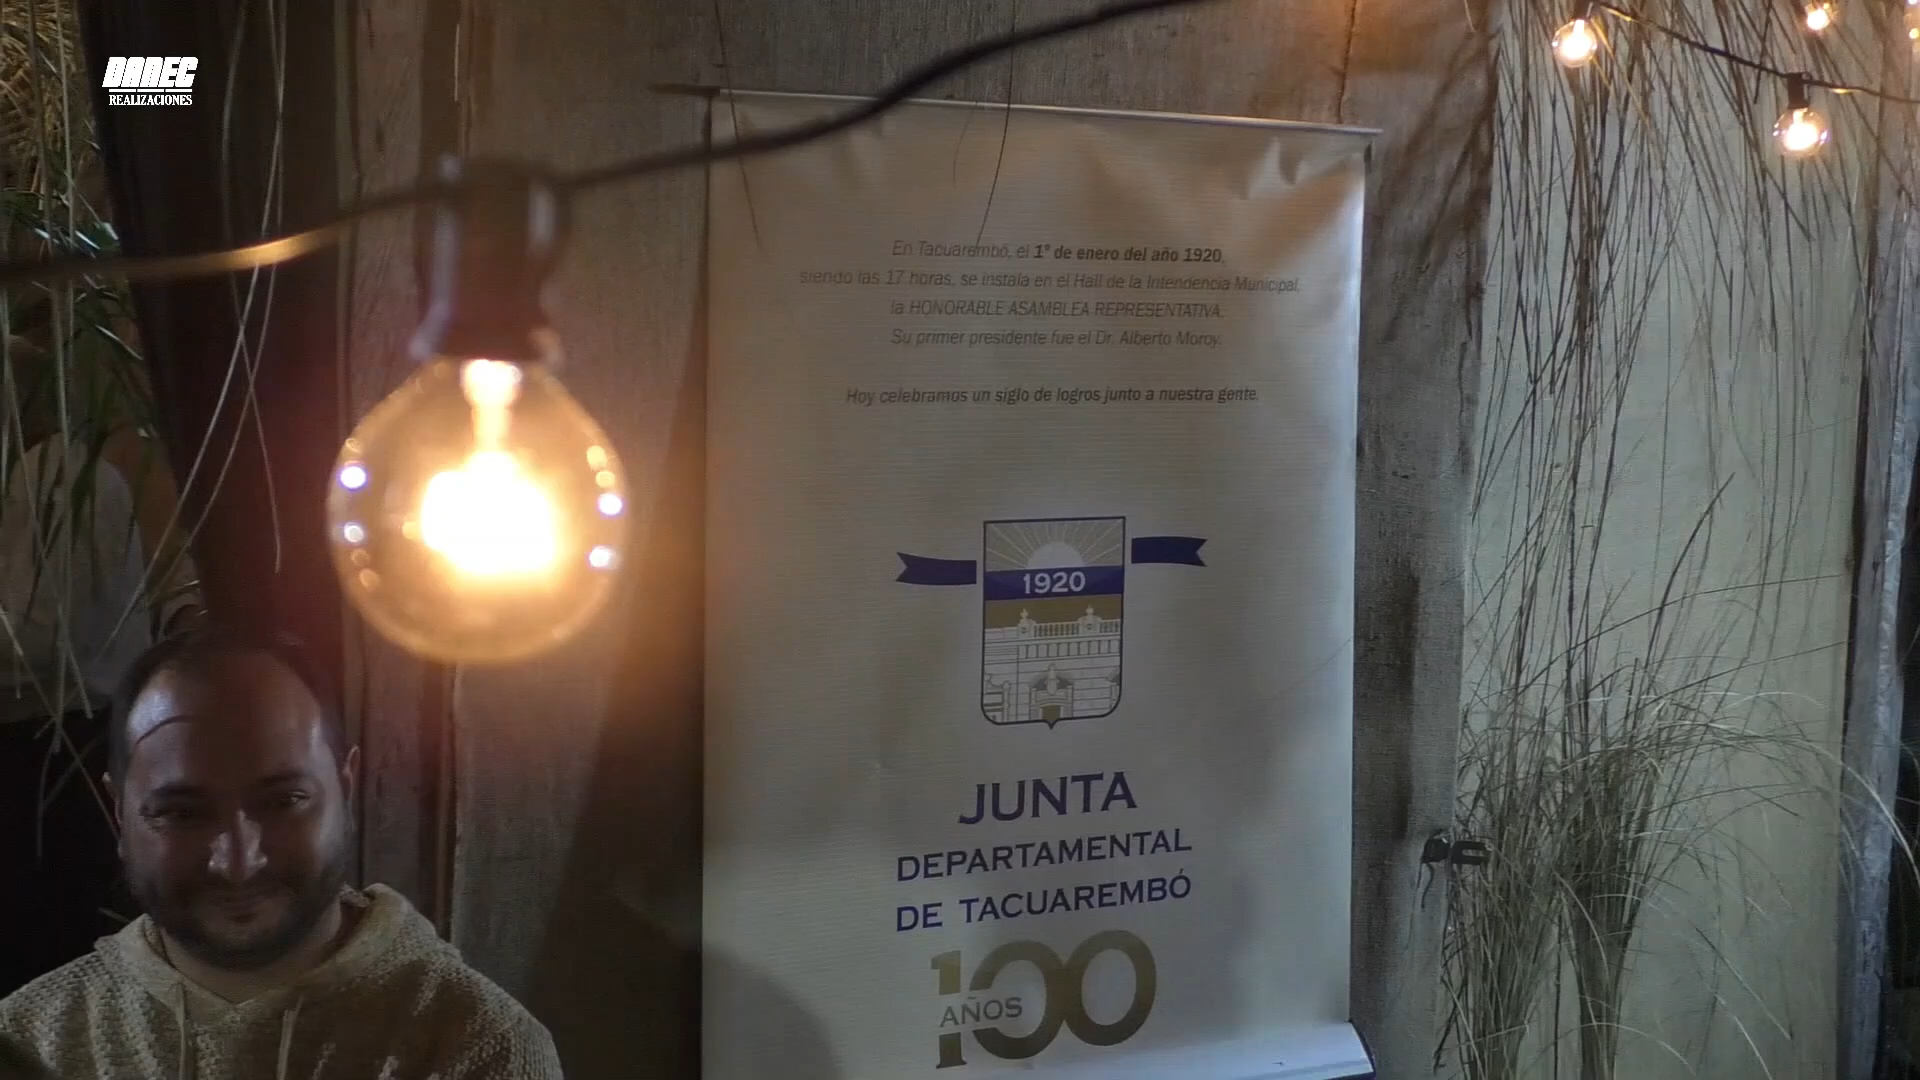 DANEC
REALIZACIONES
En Tacuarembó, el 1° de enero del año 1920,
siendo las 17 horas, se instala en el Hall de la Intendencia Municipal,
la HONORABLE ASAMBLEA REPRESENTATIVA.
Su primer presidente fue el Dr. Alberto Moroy.
Hoy celebramos un siglo de logros junto a nuestra gente.
1920
JUNTA
DEPARTAMENTAL
DE TACUAREMBÓ
100
AÑOS